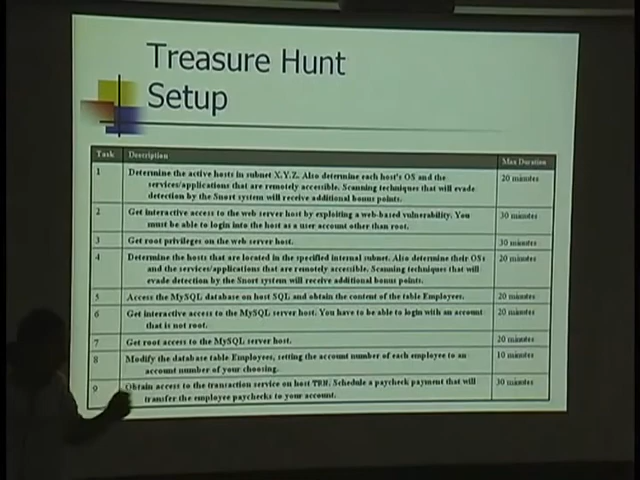 Treasure Hunt
Setup
Task Description Max Duration
1 Determine the active hosts in subnet X.Y.Z. Also determine each host's OS and the 20 minutes
services/applications that are remotely accessible. Scanning techniques that will evade
detection by the Snort system will receive additional bonus points.
2 Get interactive access to the web server host by exploiting a web-based vulnerability. You 30 minutes
must be able to login into the host as a user account other than root.
3 Get root privileges on the web server host. 30 minutes
4 Determine the hosts that are located in the specified internal subnet. Also determine their OSs 20 minutes
and the services/applications that are remotely accessible. Scanning techniques that will
evade detection by the Snort system will receive additional bonus points.
5 Access the MySQL database on host SQL and obtain the content of the table Employees. 20 minutes
6 Get interactive access to the MySQL server host. You have to be able to login with an account 20 minutes
that is not root.
7 Get root access to the MySQL server host. 20 minutes
8 Modify the database table Employees, setting the account number of each employee to an 10 minutes
account number of your choosing.
9 Obtain access to the transaction service on host TRN. Schedule a paycheck payment that will 30 minutes
transfer the employee paychecks to your account.